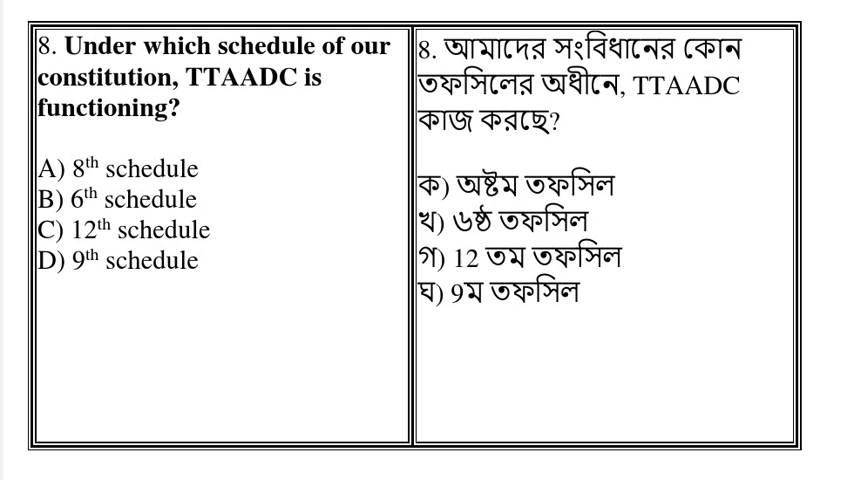 8. Under which schedule of our
constitution, TTAADC is
functioning?
A) 8th schedule
B) 6th schedule
C) 12th schedule
D) 9th schedule
8. আমাদের সংবিধানের কোন
তফসিলের অধীনে, TTAADC
কাজ করছে?
ক) অষ্টম তফসিল
খ) ৬ষ্ঠ তফসিল
গ) 12 তম তফসিল
ঘ) 9ম তফসিল